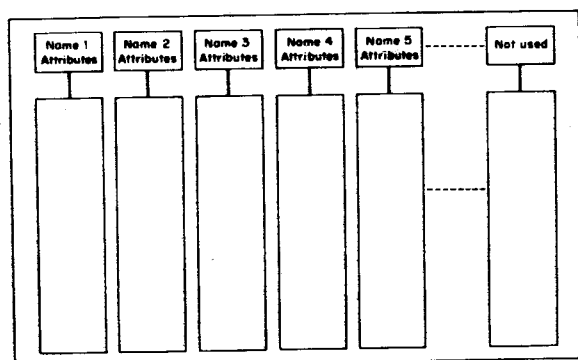 Name 1
Attributes
Name 2
Attributes
Name 3
Attributes
Name 4
Attributes
Name 5
Attributes
Not used